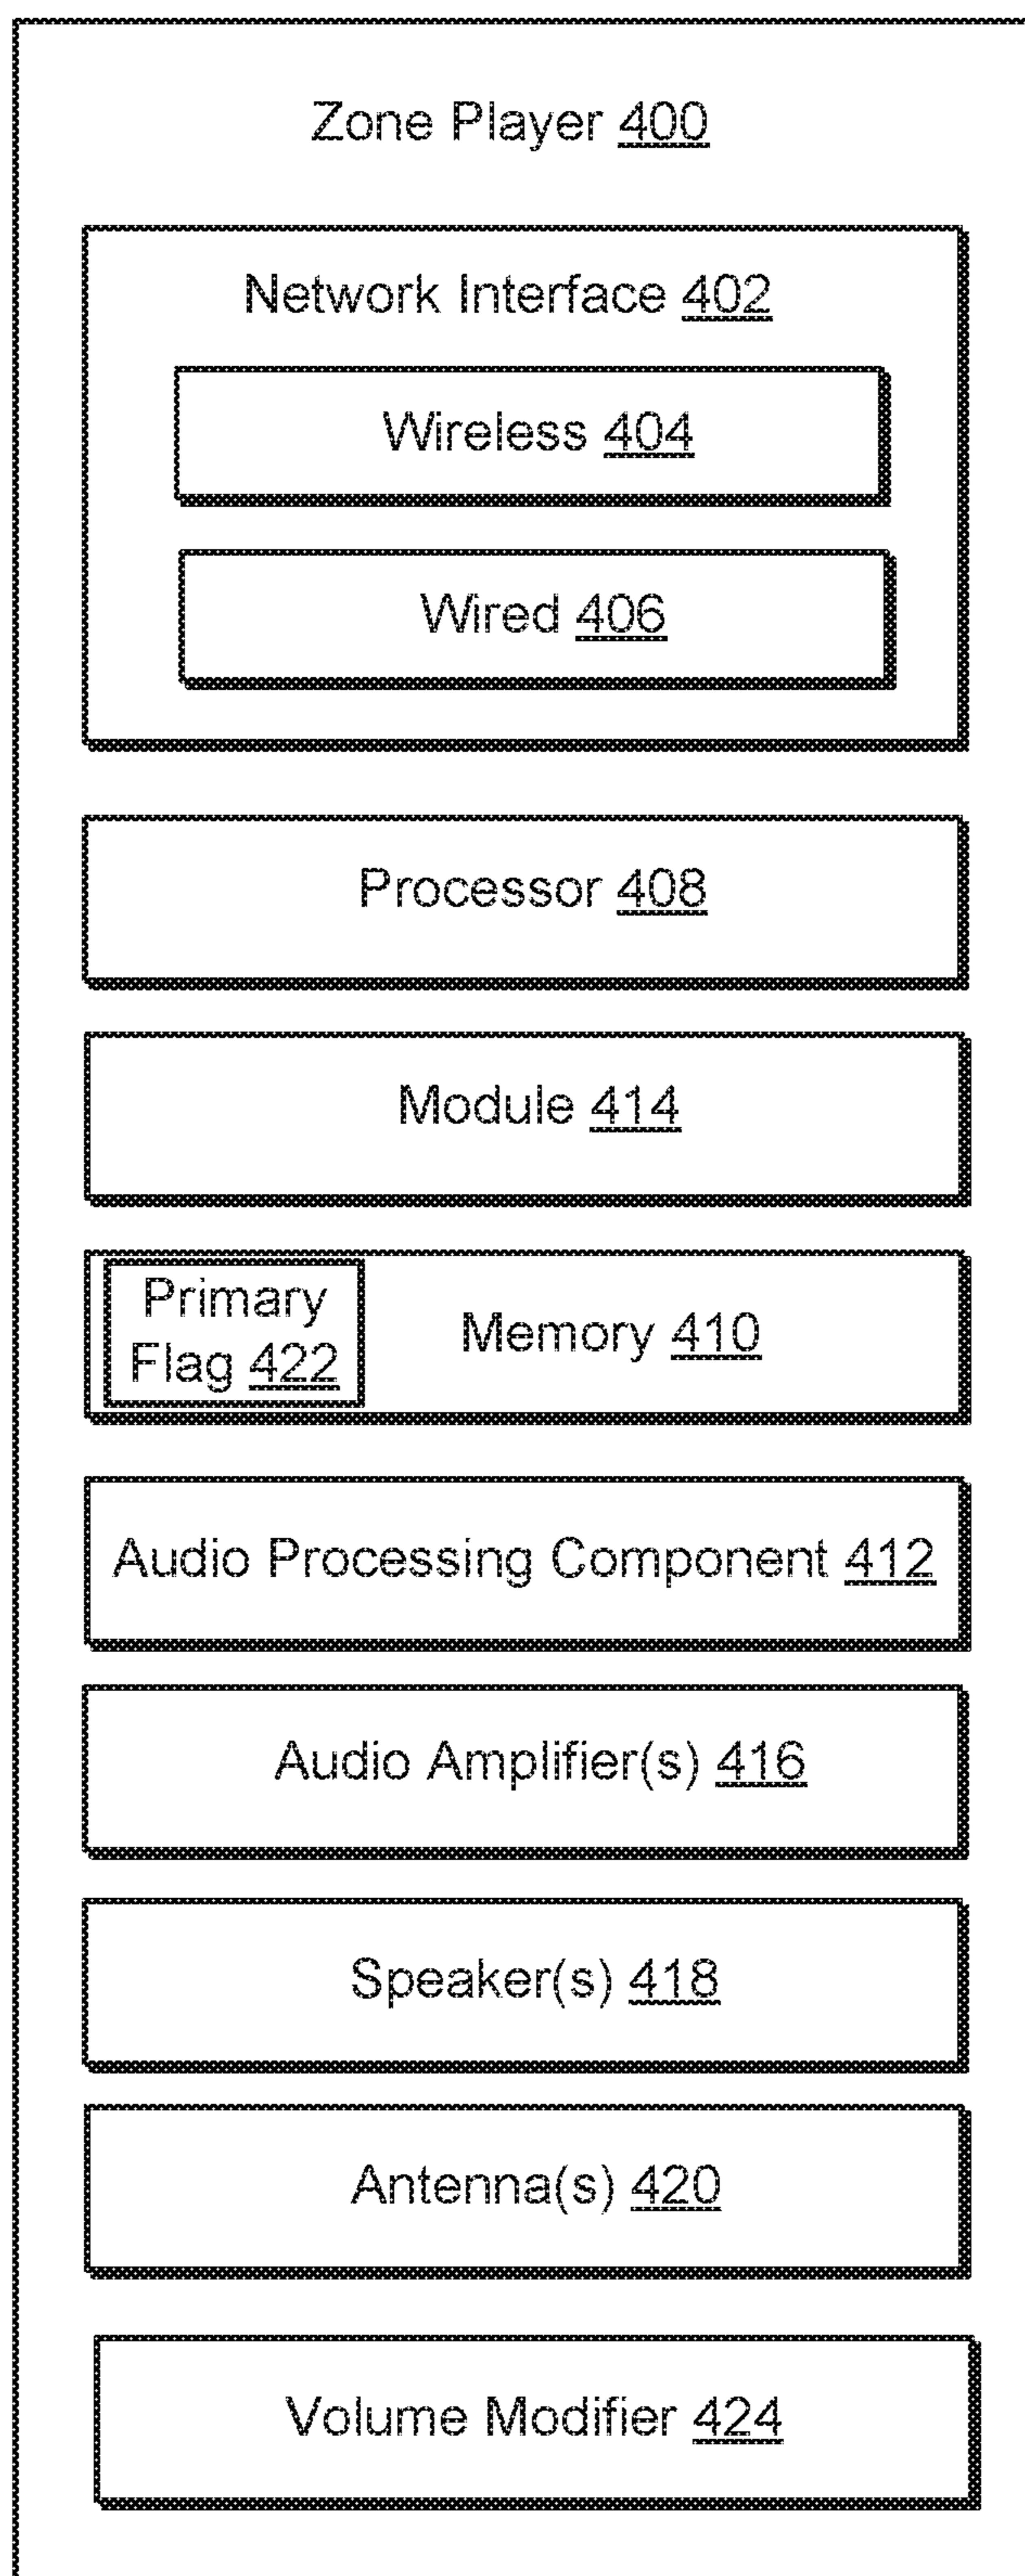 Zone Player 400
Network Interface 402
Wireless 404
Wired 406
Processor 408
Module 414
Primary
Flag 422
Memory 410
Audio Processing Component 412
Audio Amplifier(s) 416
Speaker(s) 418
Antenna(s) 420
Volume Modifier 424